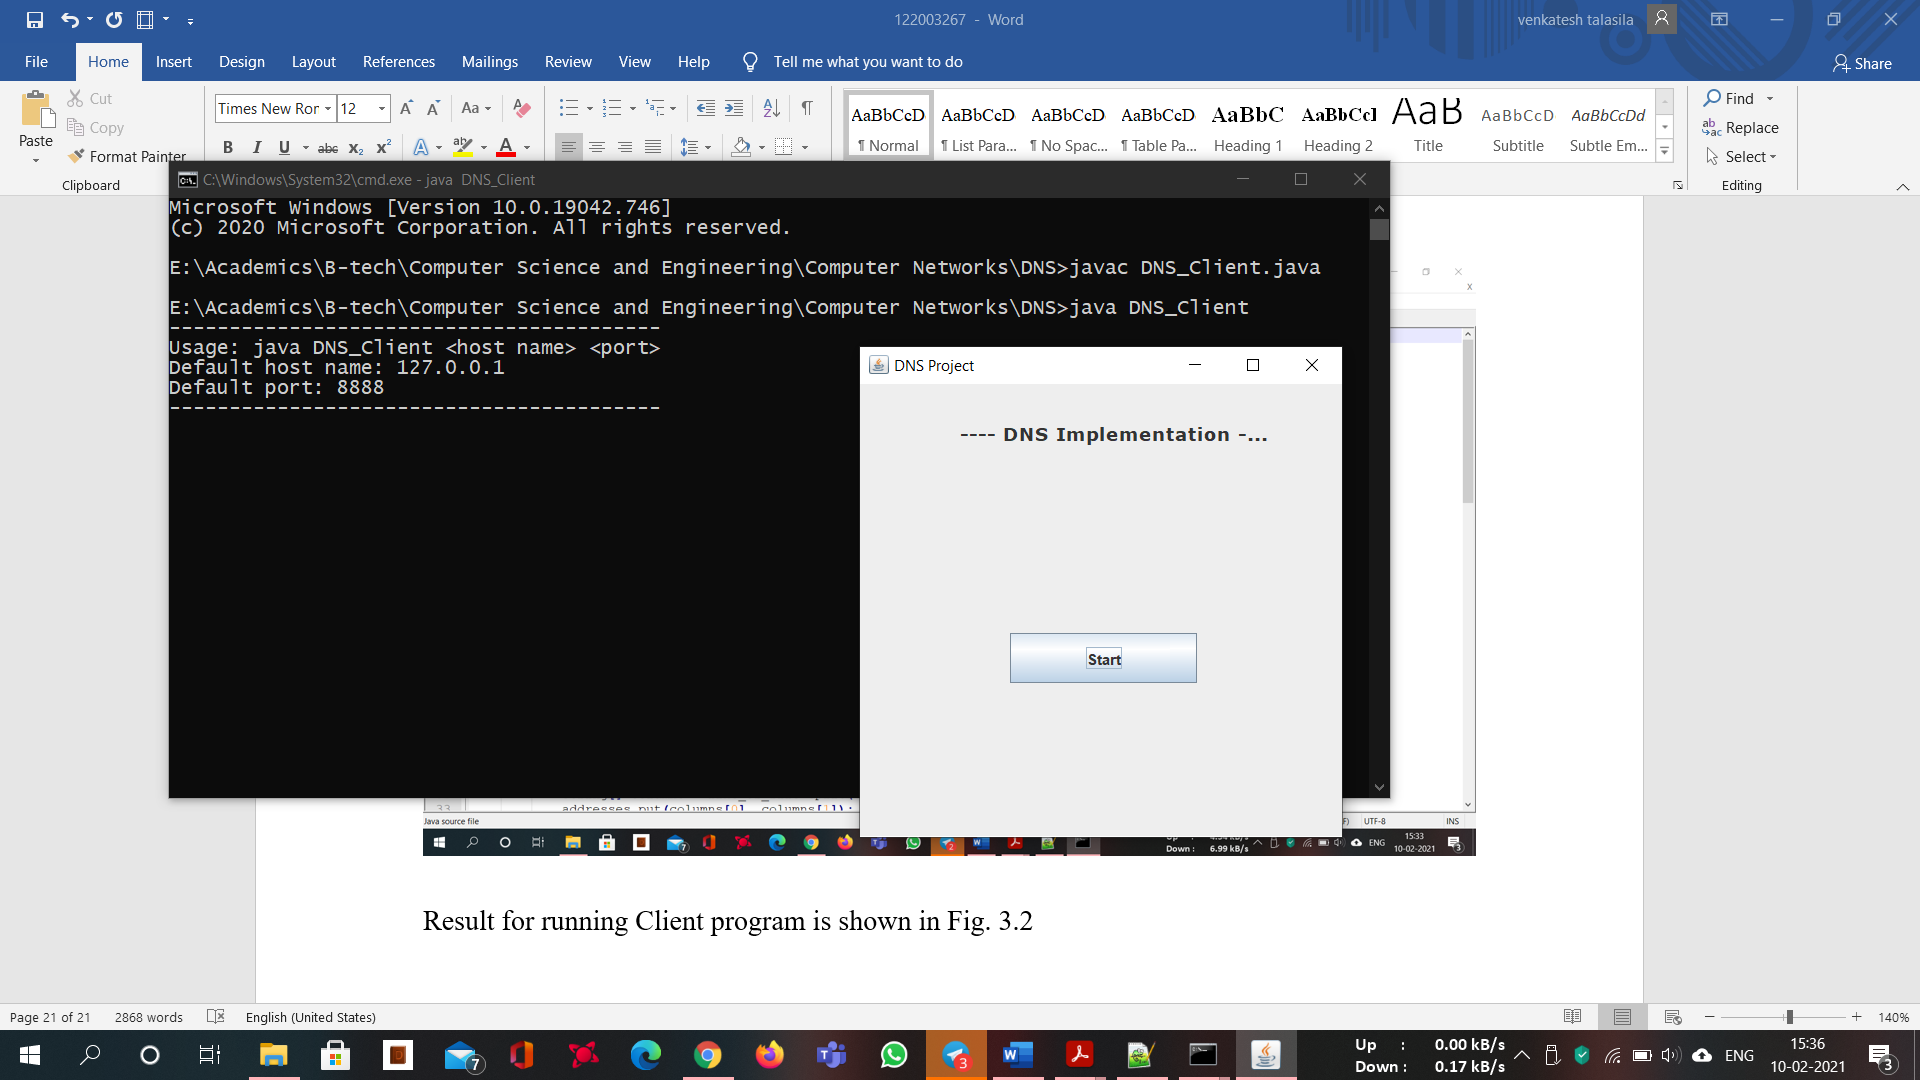 122003267 - Word
venkatesh talasila
File Home Insert Design Layout References Mailings Review View Help Tell me what you want to do
Share
Cut
Copy
Format Painter
Paste
Clipboard
Times New Ror 12
AaBbCcD AaBbCcD AaBbCcD AaBbCcD AaBbC AaBbCcI AaB AaBbCcD AaBbCcDd
¶ Normal ¶ List Para... ¶ No Spac... ¶ Table Pa... Heading 1 Heading 2 Title Subtitle Subtle Em...
Find
Replace
Select
Editing
C:\Windows\System32\cmd.exe - java DNS_Client
Microsoft Windows [Version 10.0.19042.746]
(c) 2020 Microsoft Corporation. All rights reserved.
E:\Academics\B-tech\Computer Science and Engineering\Computer Networks\DNS>javac DNS_Client.java
E:\Academics\B-tech\Computer Science and Engineering\Computer Networks\DNS>java DNS_Client
-----------------------------------------
Usage: java DNS_Client <host name> <port>
Default host name: 127.0.0.1
Default port: 8888
-----------------------------------------
DNS Project
---- DNS Implementation -...
Start
Java source file
UTF-8 INS
Down : 6.99 kB/s
ENG
15:33
10-02-2021
Result for running Client program is shown in Fig. 3.2
Page 21 of 21 2868 words English (United States)
140%
Up : 0.00 kB/s
Down : 0.17 kB/s
ENG
15:36
10-02-2021